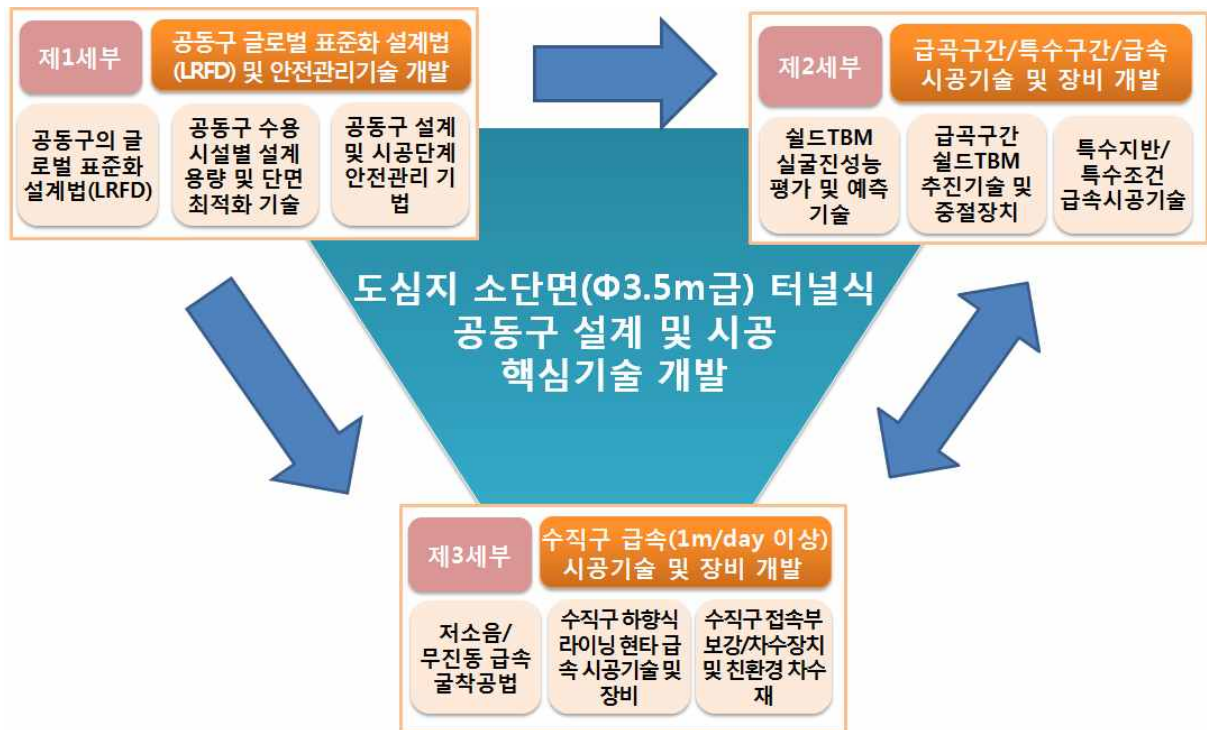 제1세부
공동구 글로벌 표준화 설계법
(LRFD) 및 안전관리기술 개발
공동구의 글
로벌 표준화
설계법(LRFD)
공동구 수용
시설별 설계
용량 및 단면
최적화 기술
공동구 설계
및 시공단계
안전관리 기
법
제2세부
급곡구간/특수구간/급속
시공기술 및 장비 개발
쉴드TBM
실굴진성능
평가 및 예측
기술
급곡구간
쉴드TBM
추진기술 및
중절장치
특수지반/
특수조건
급속시공기술
도심지 소단면(Φ3.5m급) 터널식
공동구 설계 및 시공
핵심기술 개발
제3세부
수직구 급속(1m/day 이상)
시공기술 및 장비 개발
저소음/
무진동 급속
굴착공법
수직구 하향식
라이닝 현타 급
속 시공기술 및
장비
수직구 접속부
보강/차수장치
및 친환경 차수
재